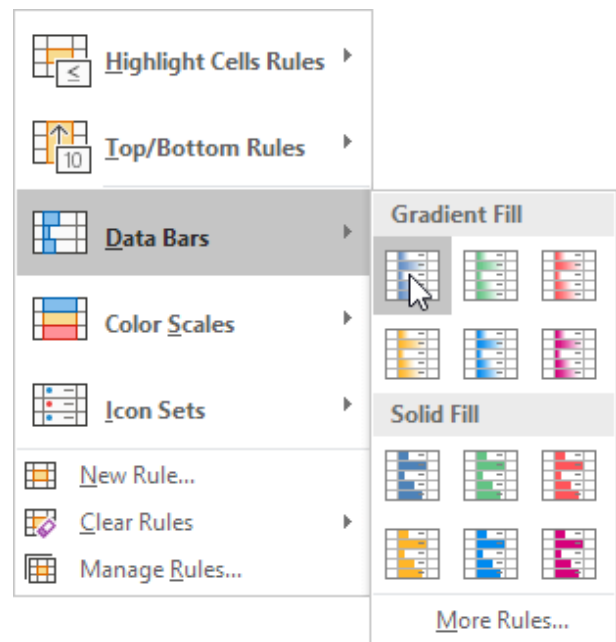 ≤
Highlight Cells Rules
10
Top/Bottom Rules
Data Bars
Color Scales
Icon Sets
New Rule...
Clear Rules
Manage Rules...
Gradient Fill
Solid Fill
More Rules...